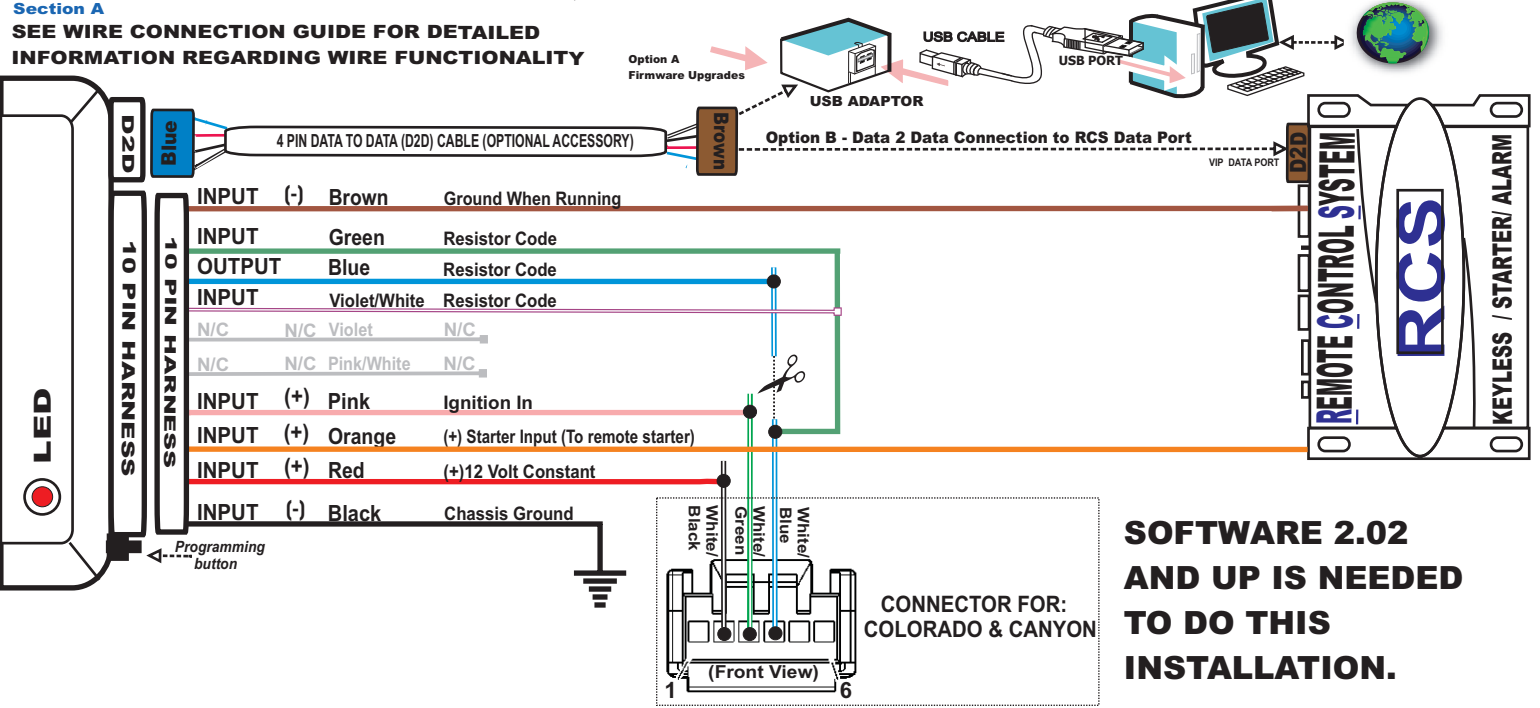 Section A
SEE WIRE CONNECTION GUIDE FOR DETAILED
INFORMATION REGARDING WIRE FUNCTIONALITY
Option A
Firmware Upgrades
USB ADAPTOR
USB CABLE
USB PORT
D2D
Blue
4 PIN DATA TO DATA (D2D) CABLE (OPTIONAL ACCESSORY)
Brown
Option B - Data 2 Data Connection to RCS Data Port
VIP DATA PORT
D2D
LED
10 PIN HARNESS
10 PIN HARNESS
INPUT (-) Brown Ground When Running
INPUT Green Resistor Code
OUTPUT Blue Resistor Code
INPUT Violet/White Resistor Code
N/C N/C Violet N/C
N/C N/C Pink/White N/C
INPUT (+) Pink Ignition In
INPUT (+) Orange (+) Starter Input (To remote starter)
INPUT (+) Red (+)12 Volt Constant
INPUT (-) Black Chassis Ground
Programming
button
REMOTE CONTROL SYSTEM
RCS
KEYLESS / STARTER/ ALARM
White/
Black
White/
Green
White/
Blue
CONNECTOR FOR:
COLORADO & CANYON
(Front View)
1 6
SOFTWARE 2.02
AND UP IS NEEDED
TO DO THIS
INSTALLATION.